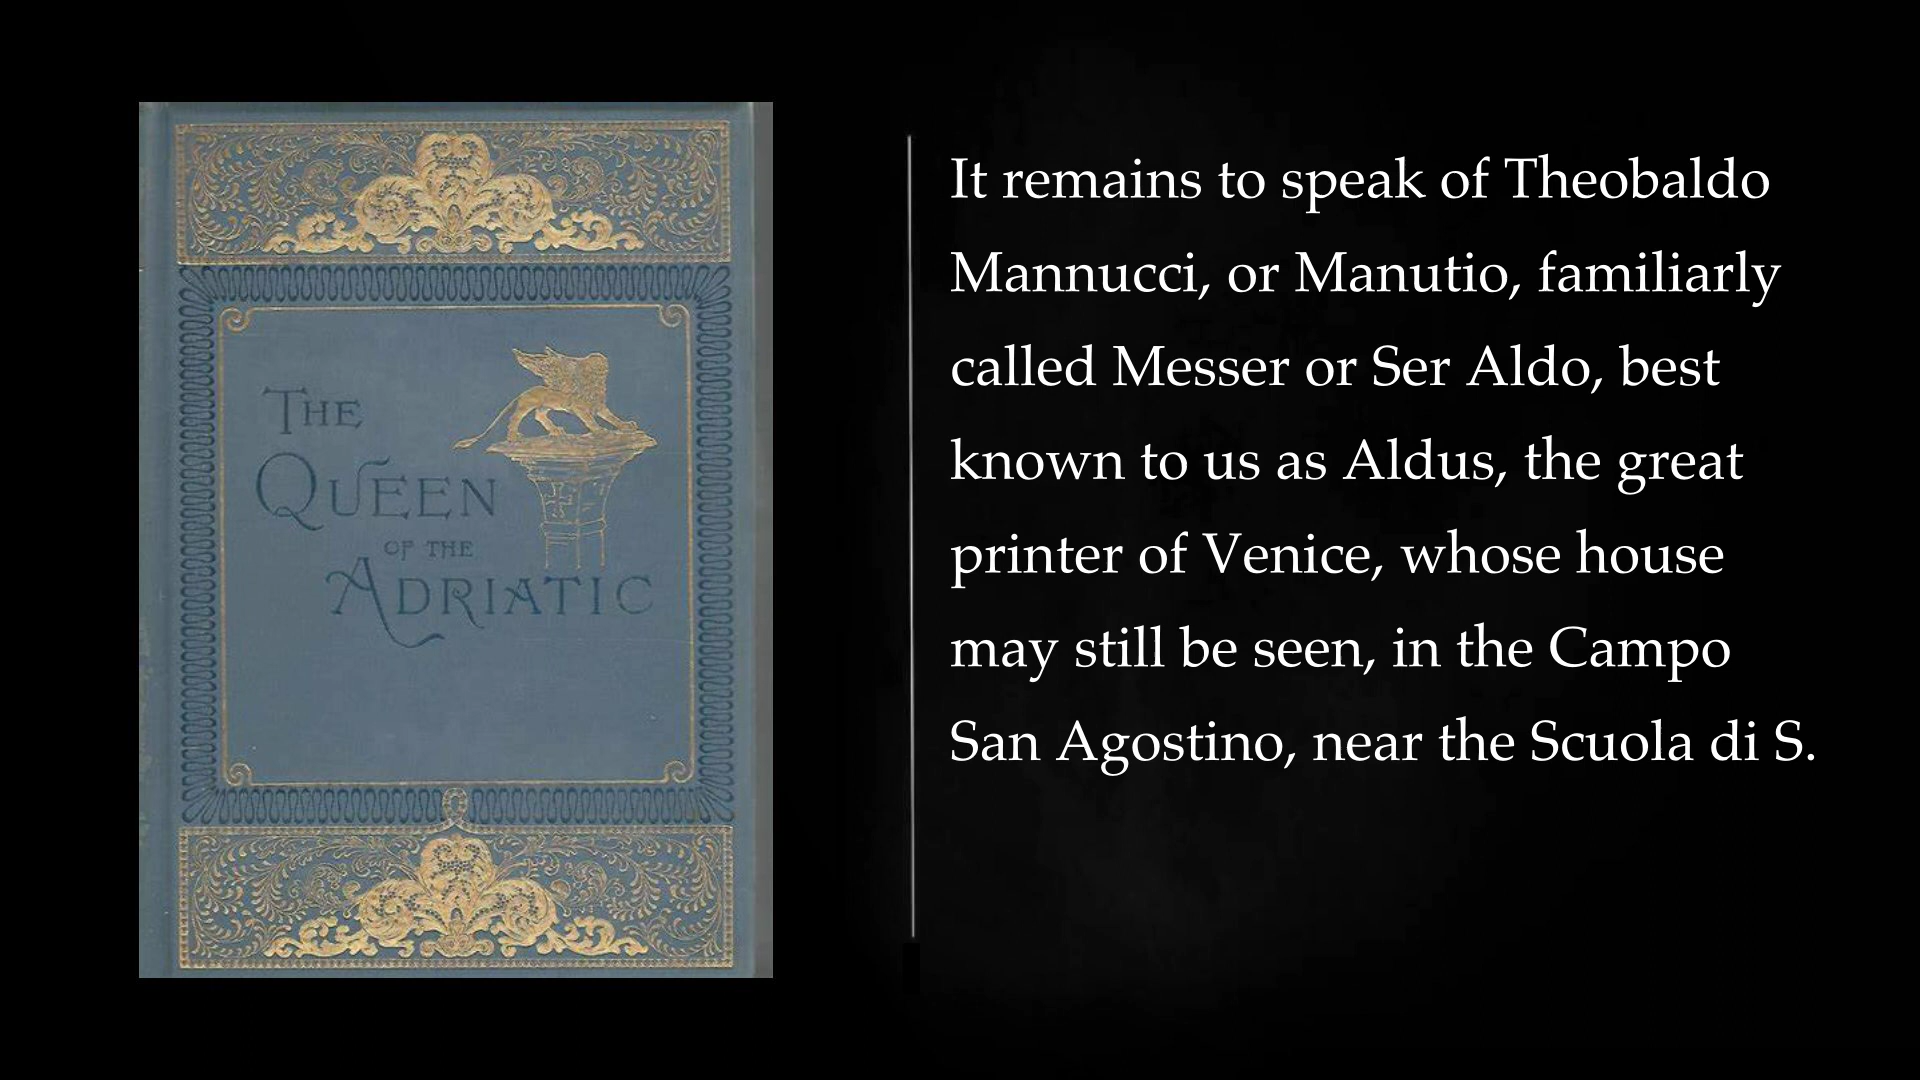 The
Queen
of the
Adriatic
It remains to speak of Theobaldo
Mannucci, or Manutio, familiarly
called Messer or Ser Aldo, best
known to us as Aldus, the great
printer of Venice, whose house
may still be seen, in the Campo
San Agostino, near the Scuola di S.